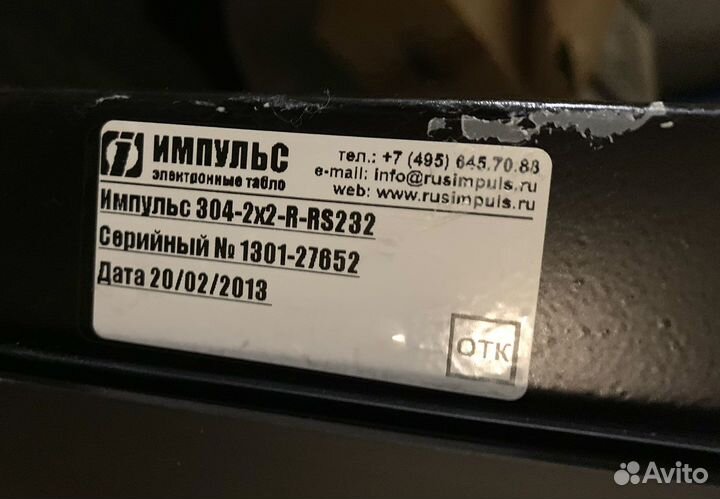 ИМПУЛЬС
электронные табло
тел.: +7 (495) 645.70.88
e-mail: info@rusimpuls.ru
web: www.rusimpuls.ru
Импульс 304-2x2-R-RS232
Серийный № 1301-27652
Дата 20/02/2013
ОТК
Avito